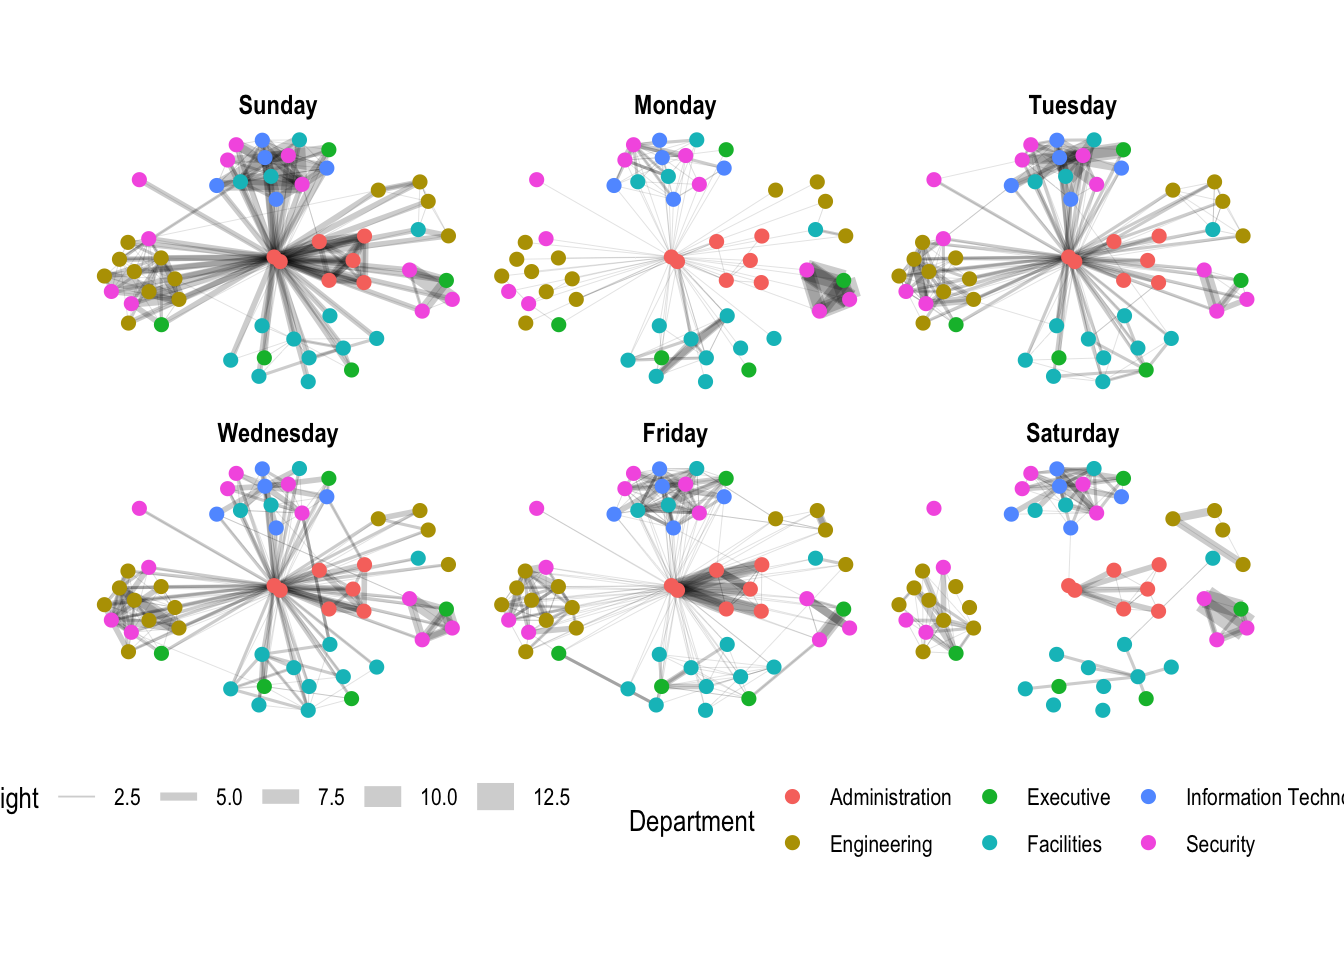 Sunday Monday Tuesday
Wednesday Friday Saturday
ight 2.5 5.0 7.5 10.0 12.5
Department
Administration Executive Information Techno
Engineering Facilities Security